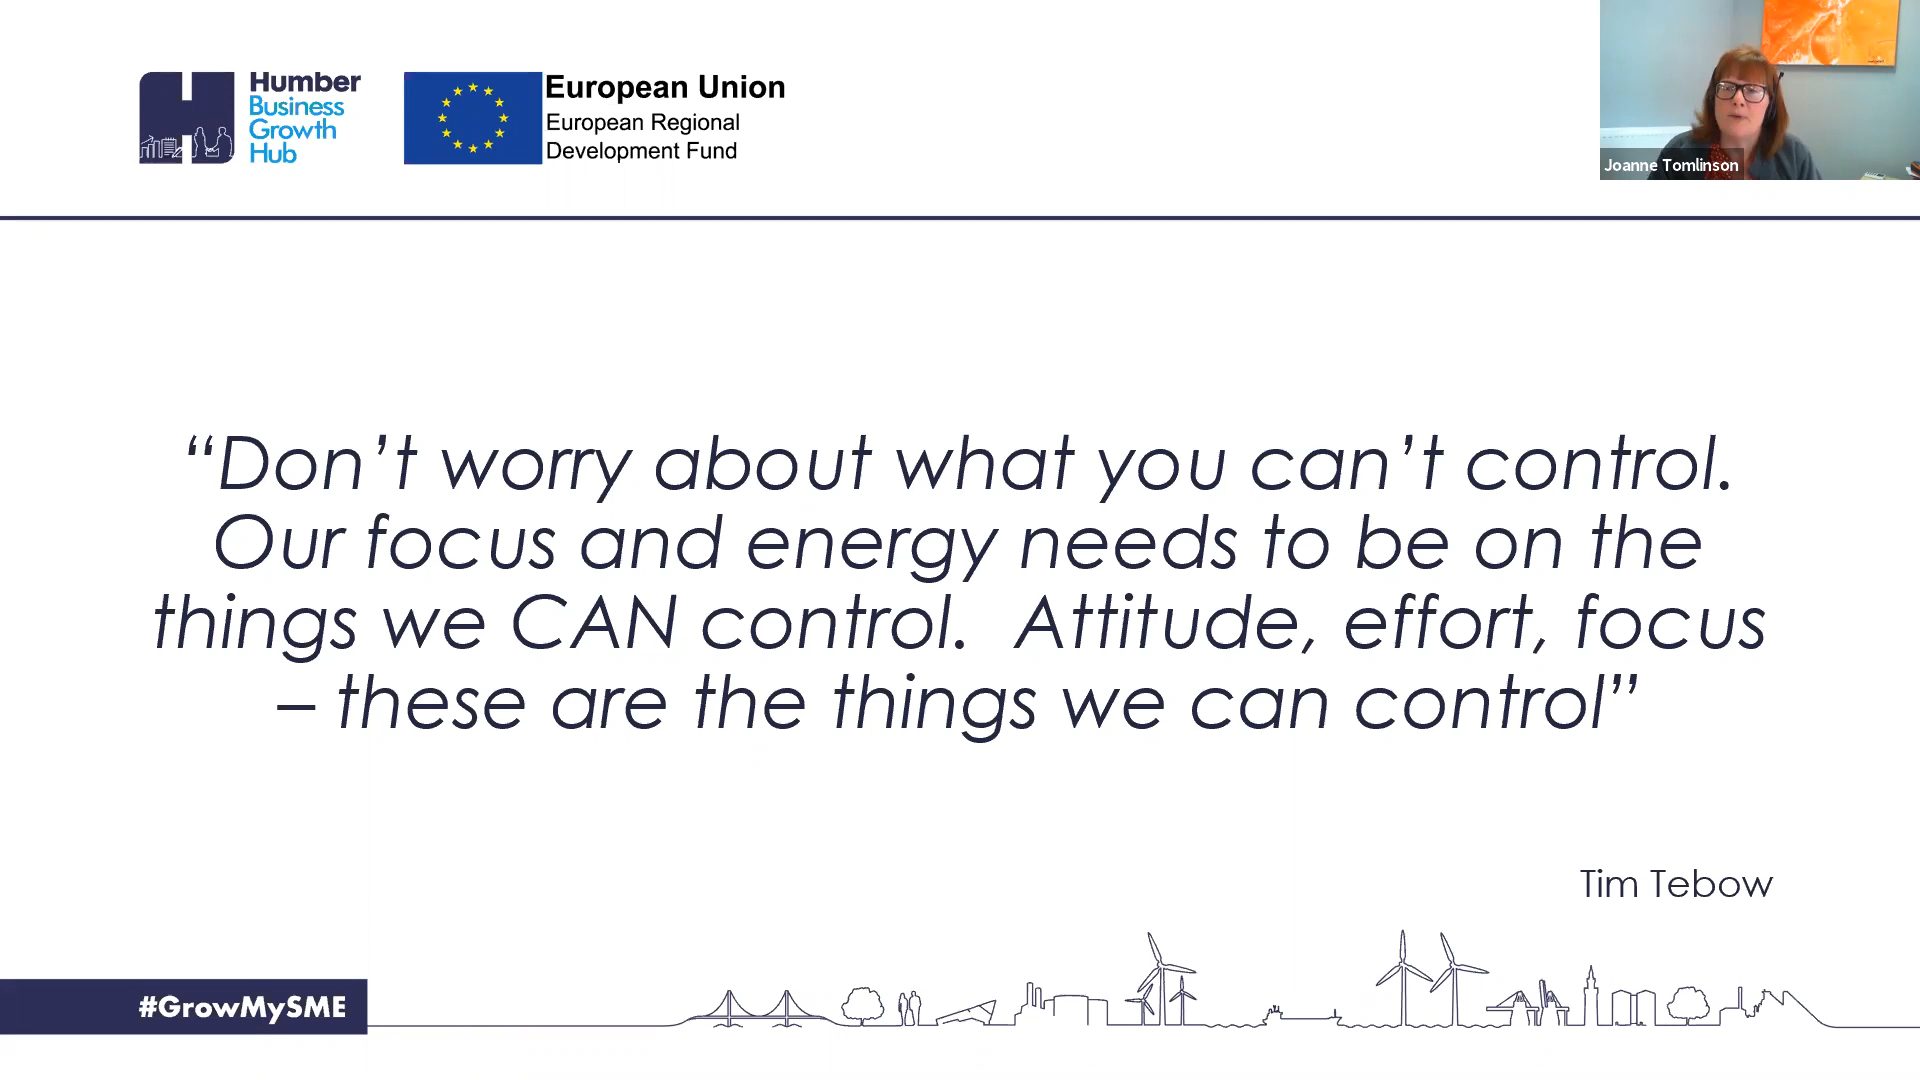 Humber
Business
Growth
Hub
European Union
European Regional
Development Fund
Joanne Tomlinson
“Don’t worry about what you can’t control.
Our focus and energy needs to be on the
things we CAN control.  Attitude, effort, focus
– these are the things we can control”
Tim Tebow
#GrowMySME